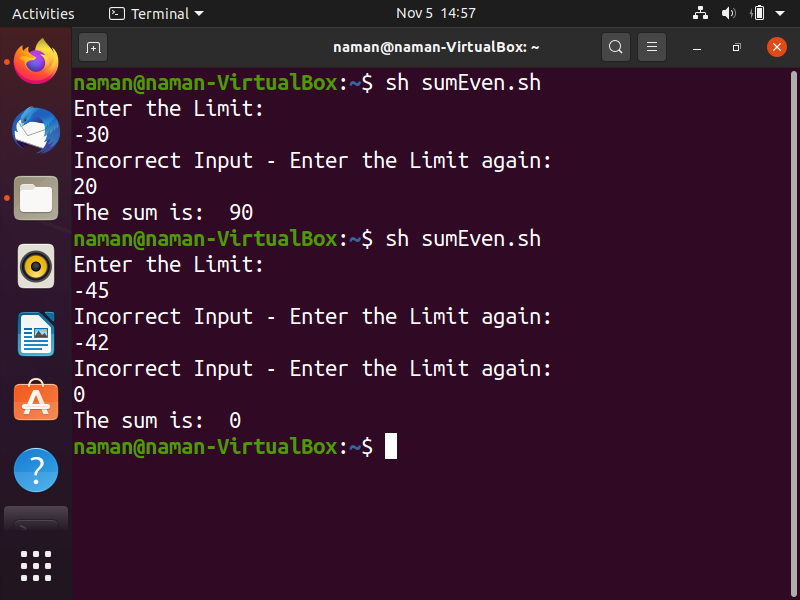 Activities Terminal Nov 5 14:57
naman@naman-VirtualBox: ~
naman@naman-VirtualBox:~$ sh sumEven.sh
Enter the Limit:
-30
Incorrect Input - Enter the Limit again:
20
The sum is:  90
naman@naman-VirtualBox:~$ sh sumEven.sh
Enter the Limit:
-45
Incorrect Input - Enter the Limit again:
-42
Incorrect Input - Enter the Limit again:
0
The sum is:  0
naman@naman-VirtualBox:~$